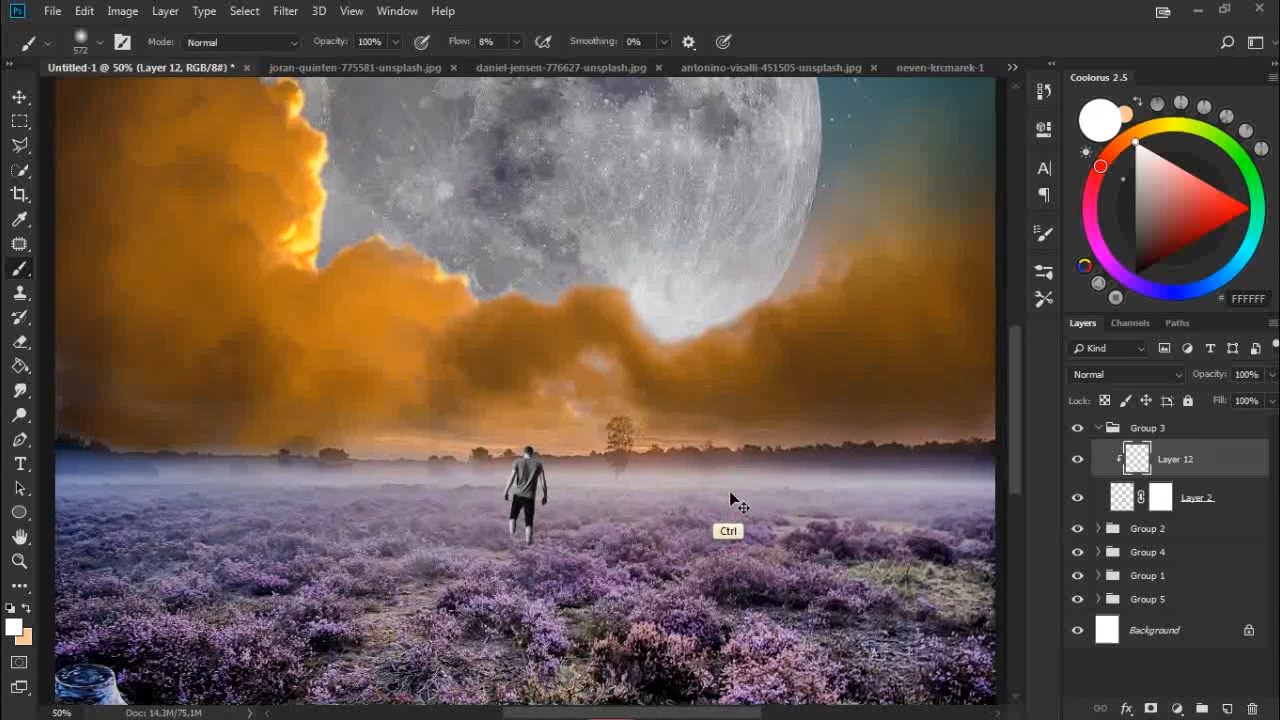 Ps File Edit Image Layer Type Select Filter 3D View Window Help
572 Mode: Normal Opacity: 100% Flow: 8% Smoothing: 0%
Untitled-1 @ 50% (Layer 12, RGB/8#) * × joran-quinten-775581-unsplash.jpg × daniel-jensen-776627-unsplash.jpg × antonino-visalli-451505-unsplash.jpg × neven-krcmarek-1 >>
Coolorus 2.5
# FFFFFF
Layers Channels Paths
Kind
Normal Opacity: 100%
Lock: Fill: 100%
Group 3
Layer 12
Layer 2
Group 2
Group 4
Group 1
Group 5
Background
Ctrl
50% Doc: 14,3M/75,1M